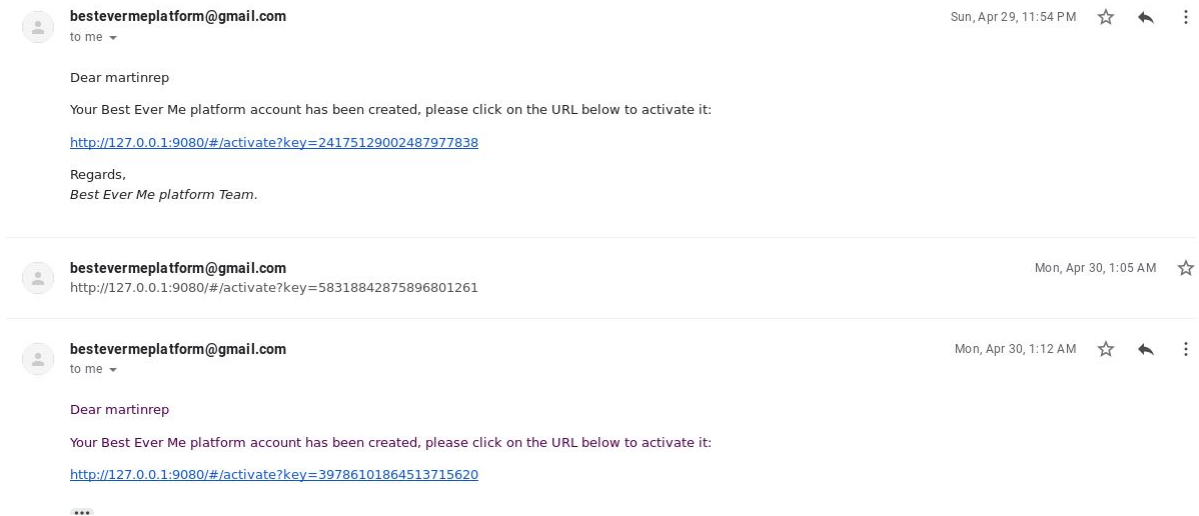 bestevermeplatform@gmail.com Sun, Apr 29, 11:54 PM
to me
Dear martinrep
Your Best Ever Me platform account has been created, please click on the URL below to activate it:
http://127.0.0.1:9080/#/activate?key=24175129002487977838
Regards,
Best Ever Me platform Team.
bestevermeplatform@gmail.com Mon, Apr 30, 1:05 AM
http://127.0.0.1:9080/#/activate?key=58318842875896801261
bestevermeplatform@gmail.com Mon, Apr 30, 1:12 AM
to me
Dear martinrep
Your Best Ever Me platform account has been created, please click on the URL below to activate it:
http://127.0.0.1:9080/#/activate?key=39786101864513715620